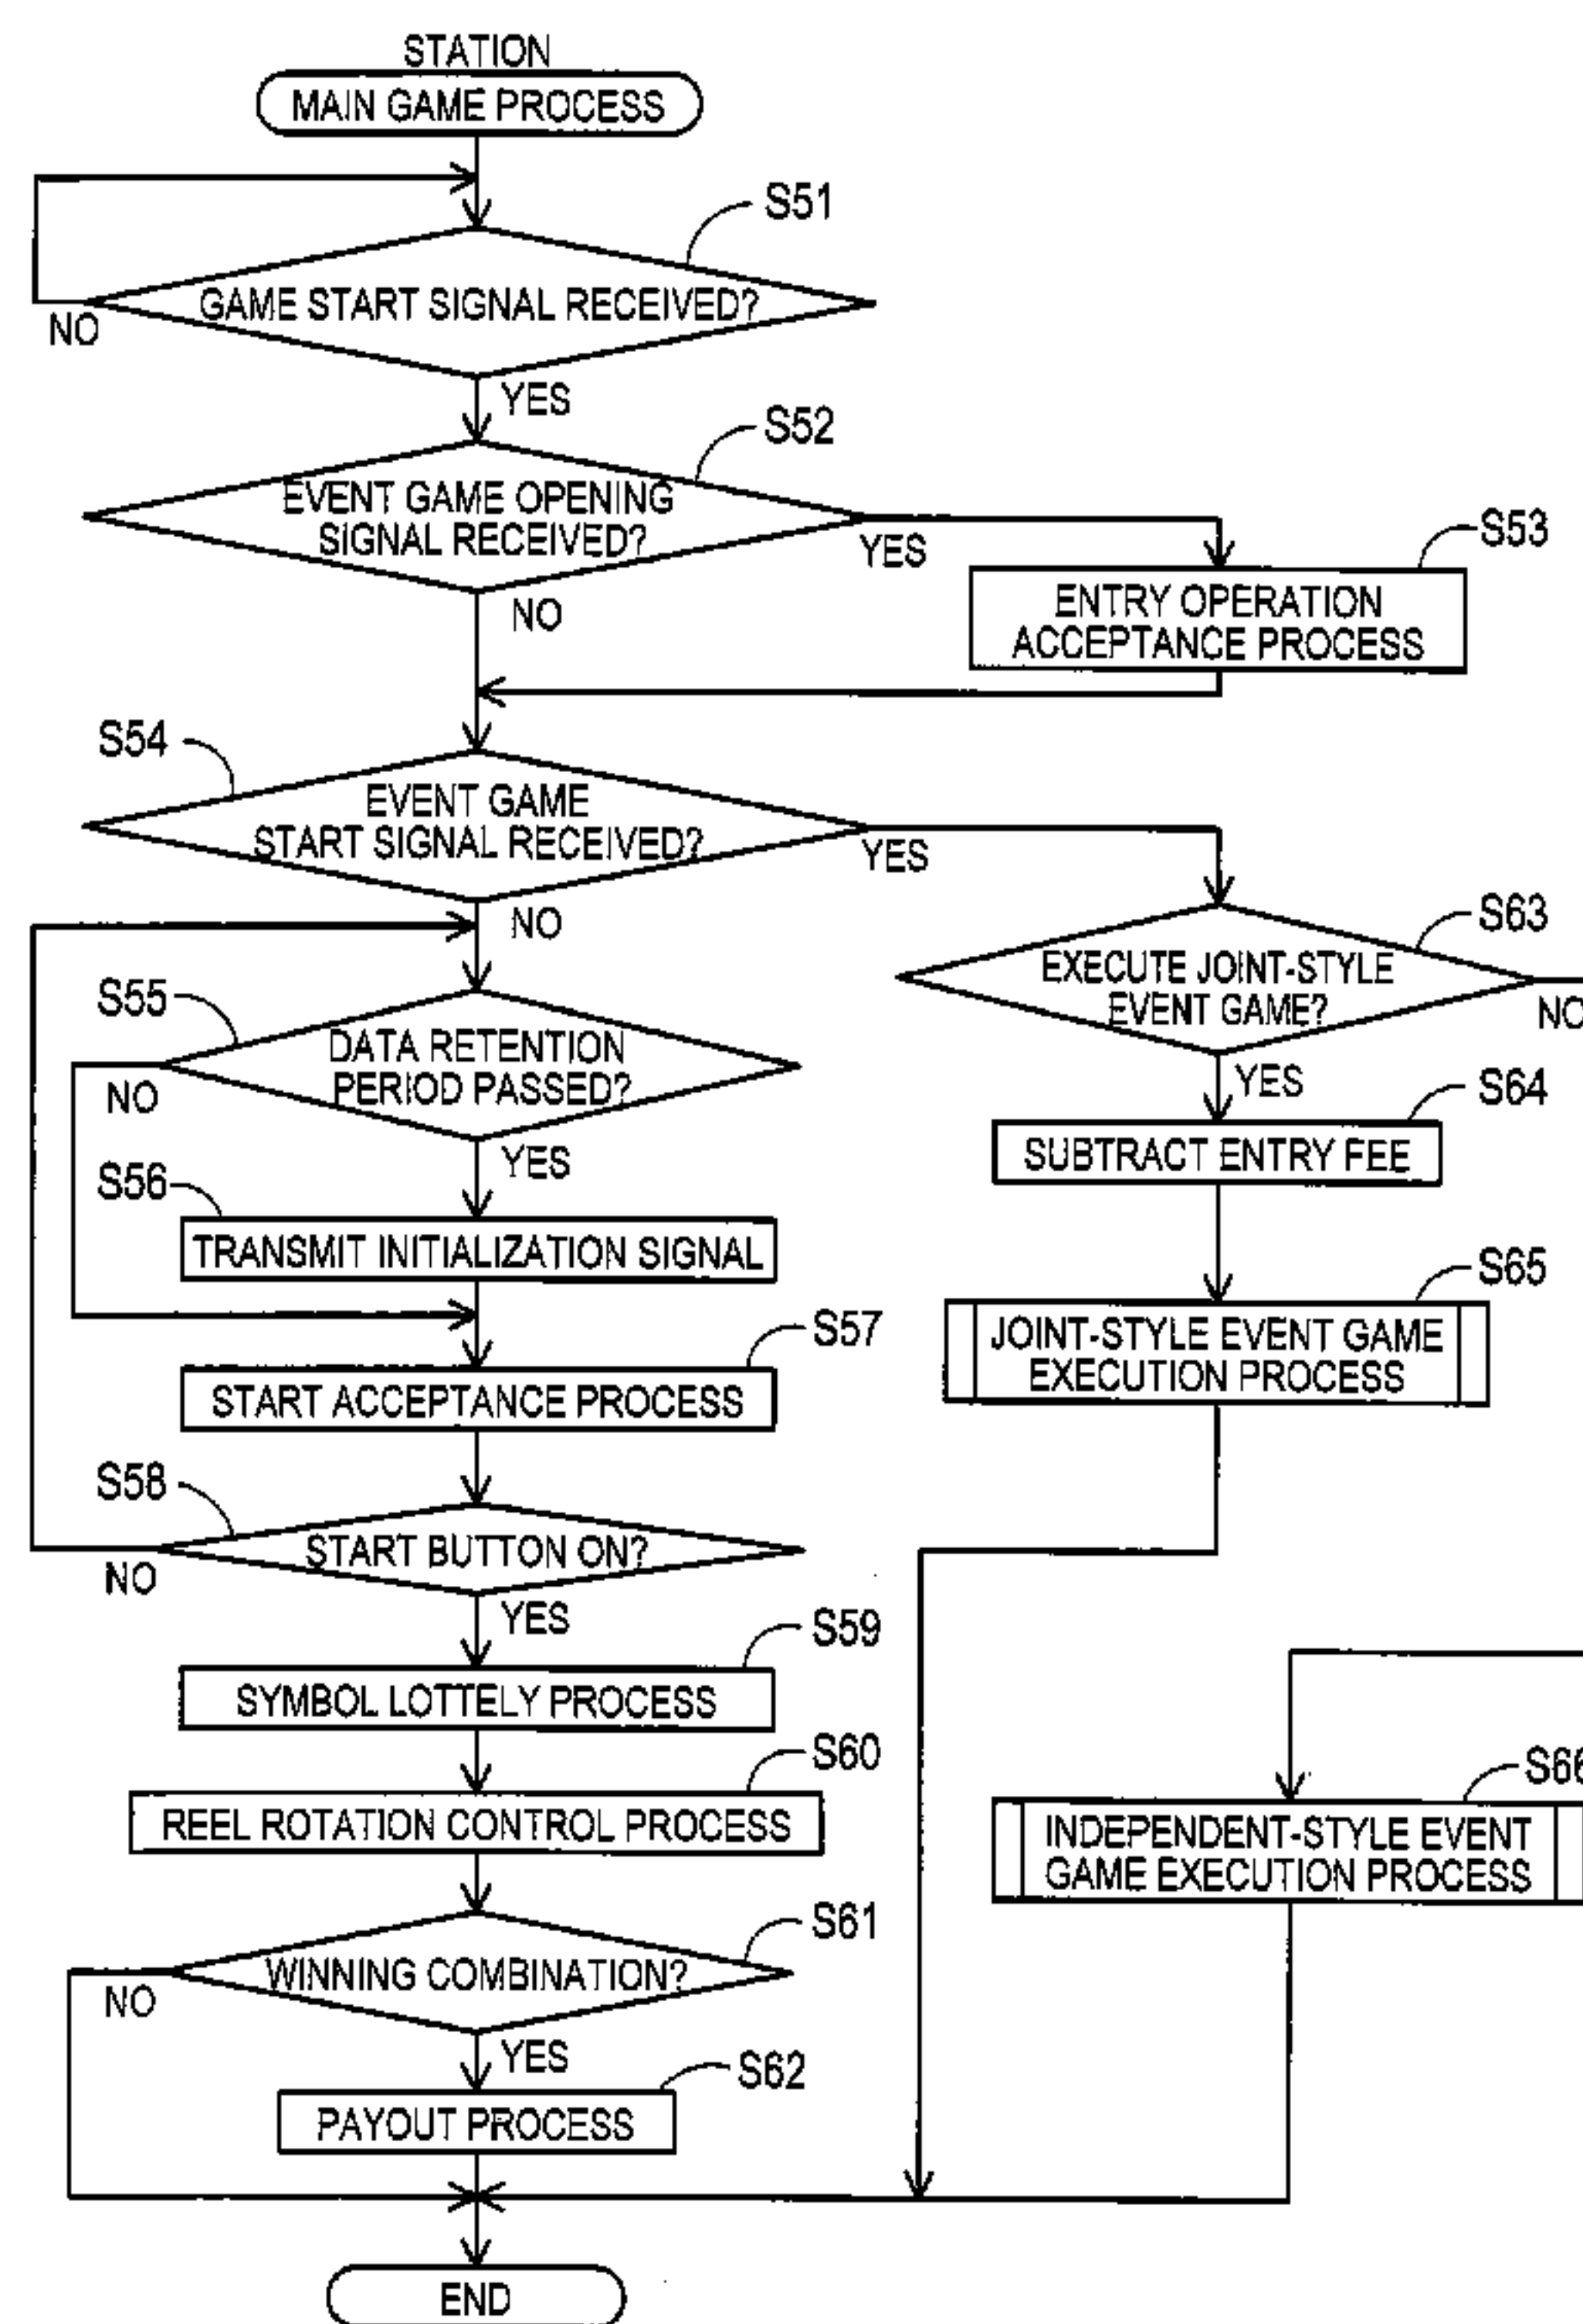 STATION
MAIN GAME PROCESS
S51
GAME START SIGNAL RECEIVED?
NO
YES
S52
EVENT GAME OPENING
SIGNAL RECEIVED?
YES
NO
S53
ENTRY OPERATION
ACCEPTANCE PROCESS
S54
EVENT GAME
START SIGNAL RECEIVED?
YES
NO
S63
EXECUTE JOINT-STYLE
EVENT GAME?
NO
YES
S55
DATA RETENTION
PERIOD PASSED?
NO
YES
S64
SUBTRACT ENTRY FEE
S56
TRANSMIT INITIALIZATION SIGNAL
S65
JOINT-STYLE EVENT GAME
EXECUTION PROCESS
S57
START ACCEPTANCE PROCESS
S58
START BUTTON ON?
NO
YES
S59
SYMBOL LOTTELY PROCESS
S60
REEL ROTATION CONTROL PROCESS
S66
INDEPENDENT-STYLE EVENT
GAME EXECUTION PROCESS
S61
WINNING COMBINATION?
NO
YES
S62
PAYOUT PROCESS
END